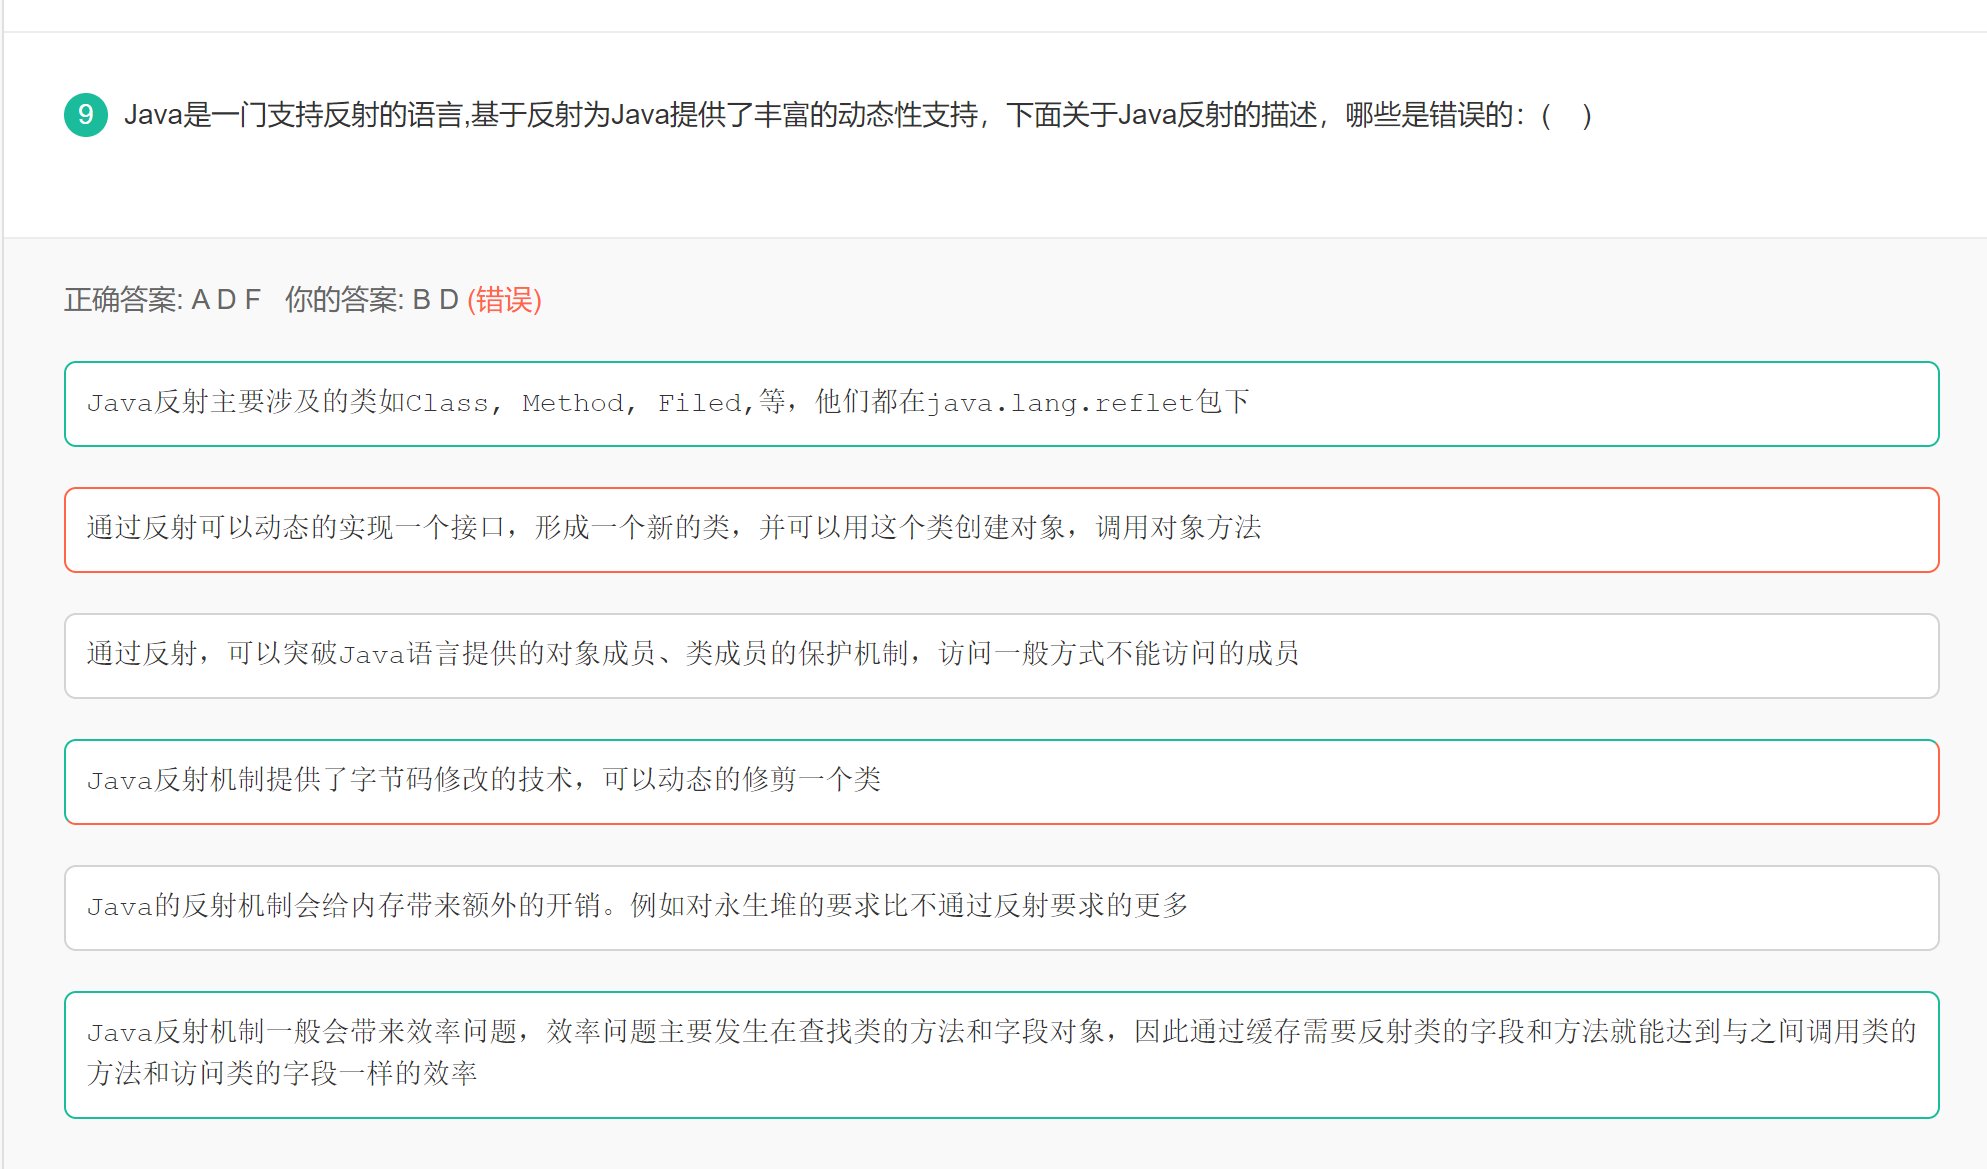 9 Java是一门支持反射的语言,基于反射为Java提供了丰富的动态性支持，下面关于Java反射的描述，哪些是错误的：(    )
正确答案: A D F   你的答案: B D (错误)
Java反射主要涉及的类如Class, Method, Filed,等，他们都在java.lang.reflet包下
通过反射可以动态的实现一个接口，形成一个新的类，并可以用这个类创建对象，调用对象方法
通过反射，可以突破Java语言提供的对象成员、类成员的保护机制，访问一般方式不能访问的成员
Java反射机制提供了字节码修改的技术，可以动态的修剪一个类
Java的反射机制会给内存带来额外的开销。例如对永生堆的要求比不通过反射要求的更多
Java反射机制一般会带来效率问题，效率问题主要发生在查找类的方法和字段对象，因此通过缓存需要反射类的字段和方法就能达到与之间调用类的
方法和访问类的字段一样的效率